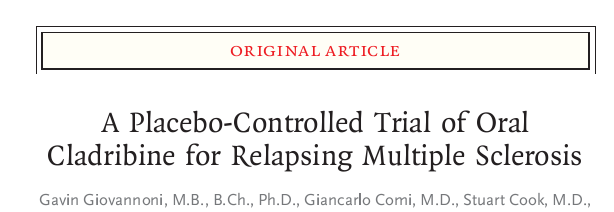 ORIGINAL ARTICLE
A Placebo-Controlled Trial of Oral
Cladribine for Relapsing Multiple Sclerosis
Gavin Giovannoni, M.B., B.Ch., Ph.D., Giancarlo Comi, M.D., Stuart Cook, M.D.,